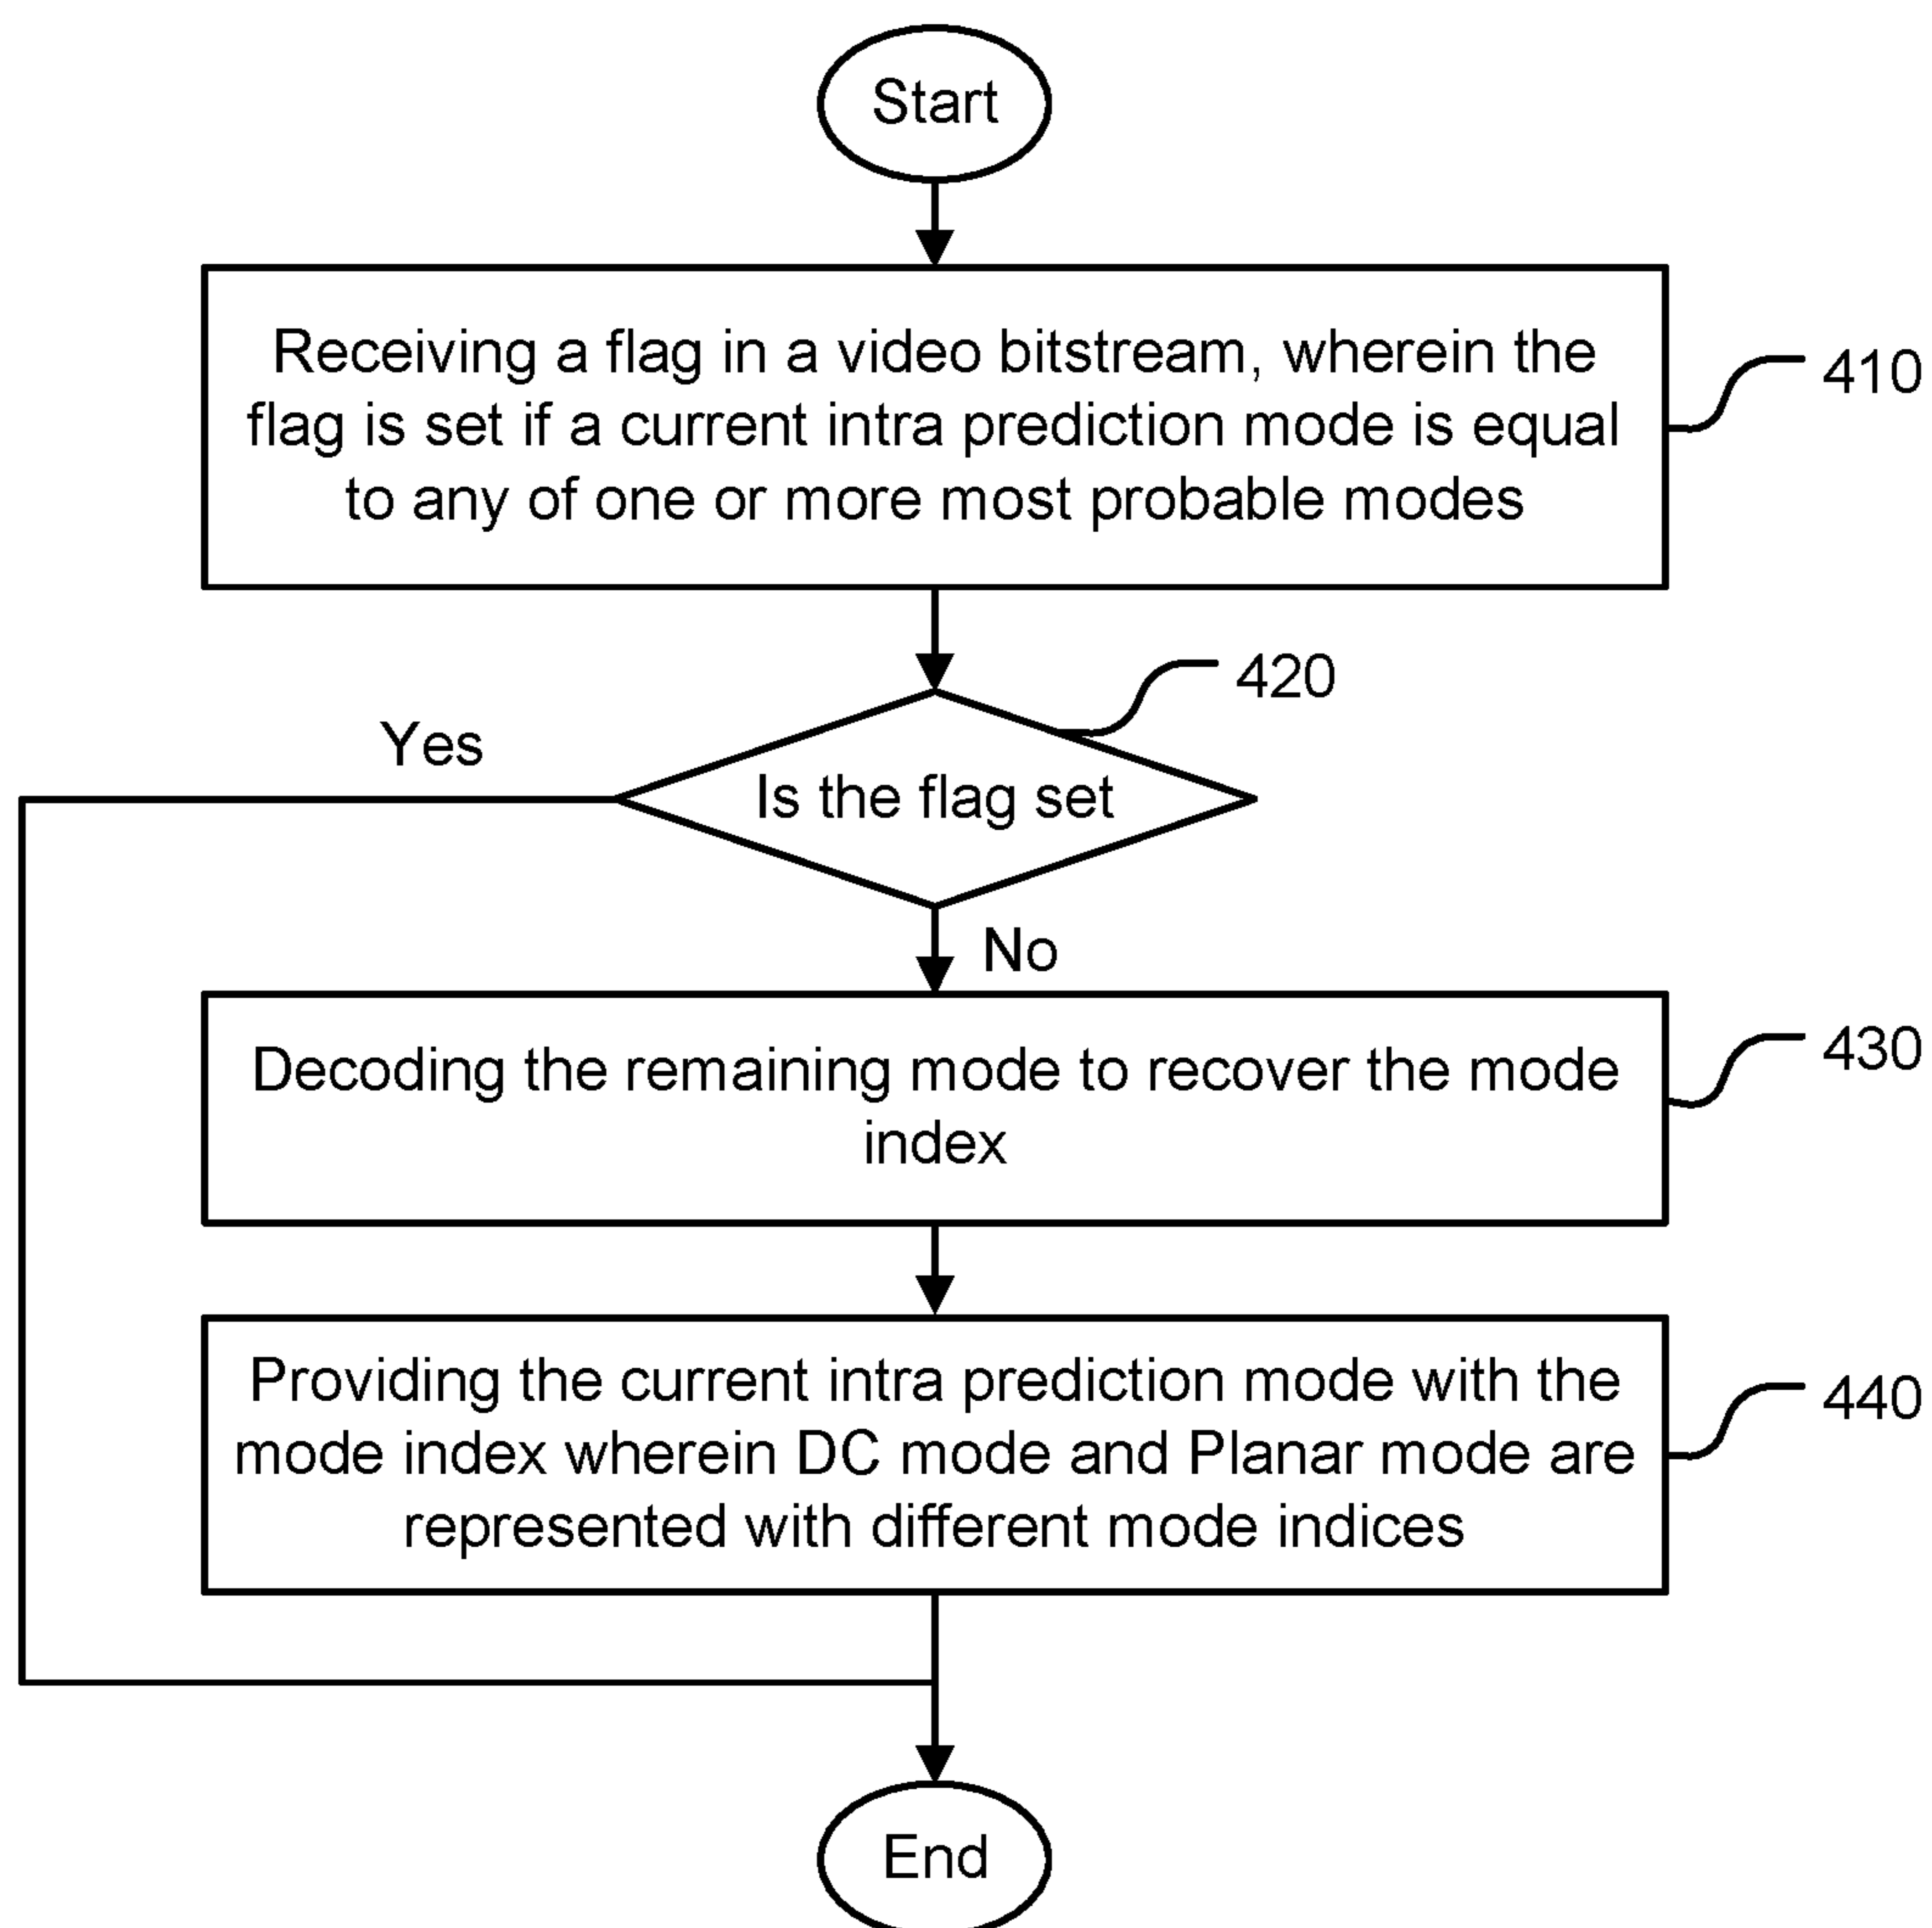 Start
Receiving a flag in a video bitstream, wherein the
flag is set if a current intra prediction mode is equal
to any of one or more most probable modes
410
420
Yes
Is the flag set
No
Decoding the remaining mode to recover the mode
index
430
Providing the current intra prediction mode with the
mode index wherein DC mode and Planar mode are
represented with different mode indices
440
End